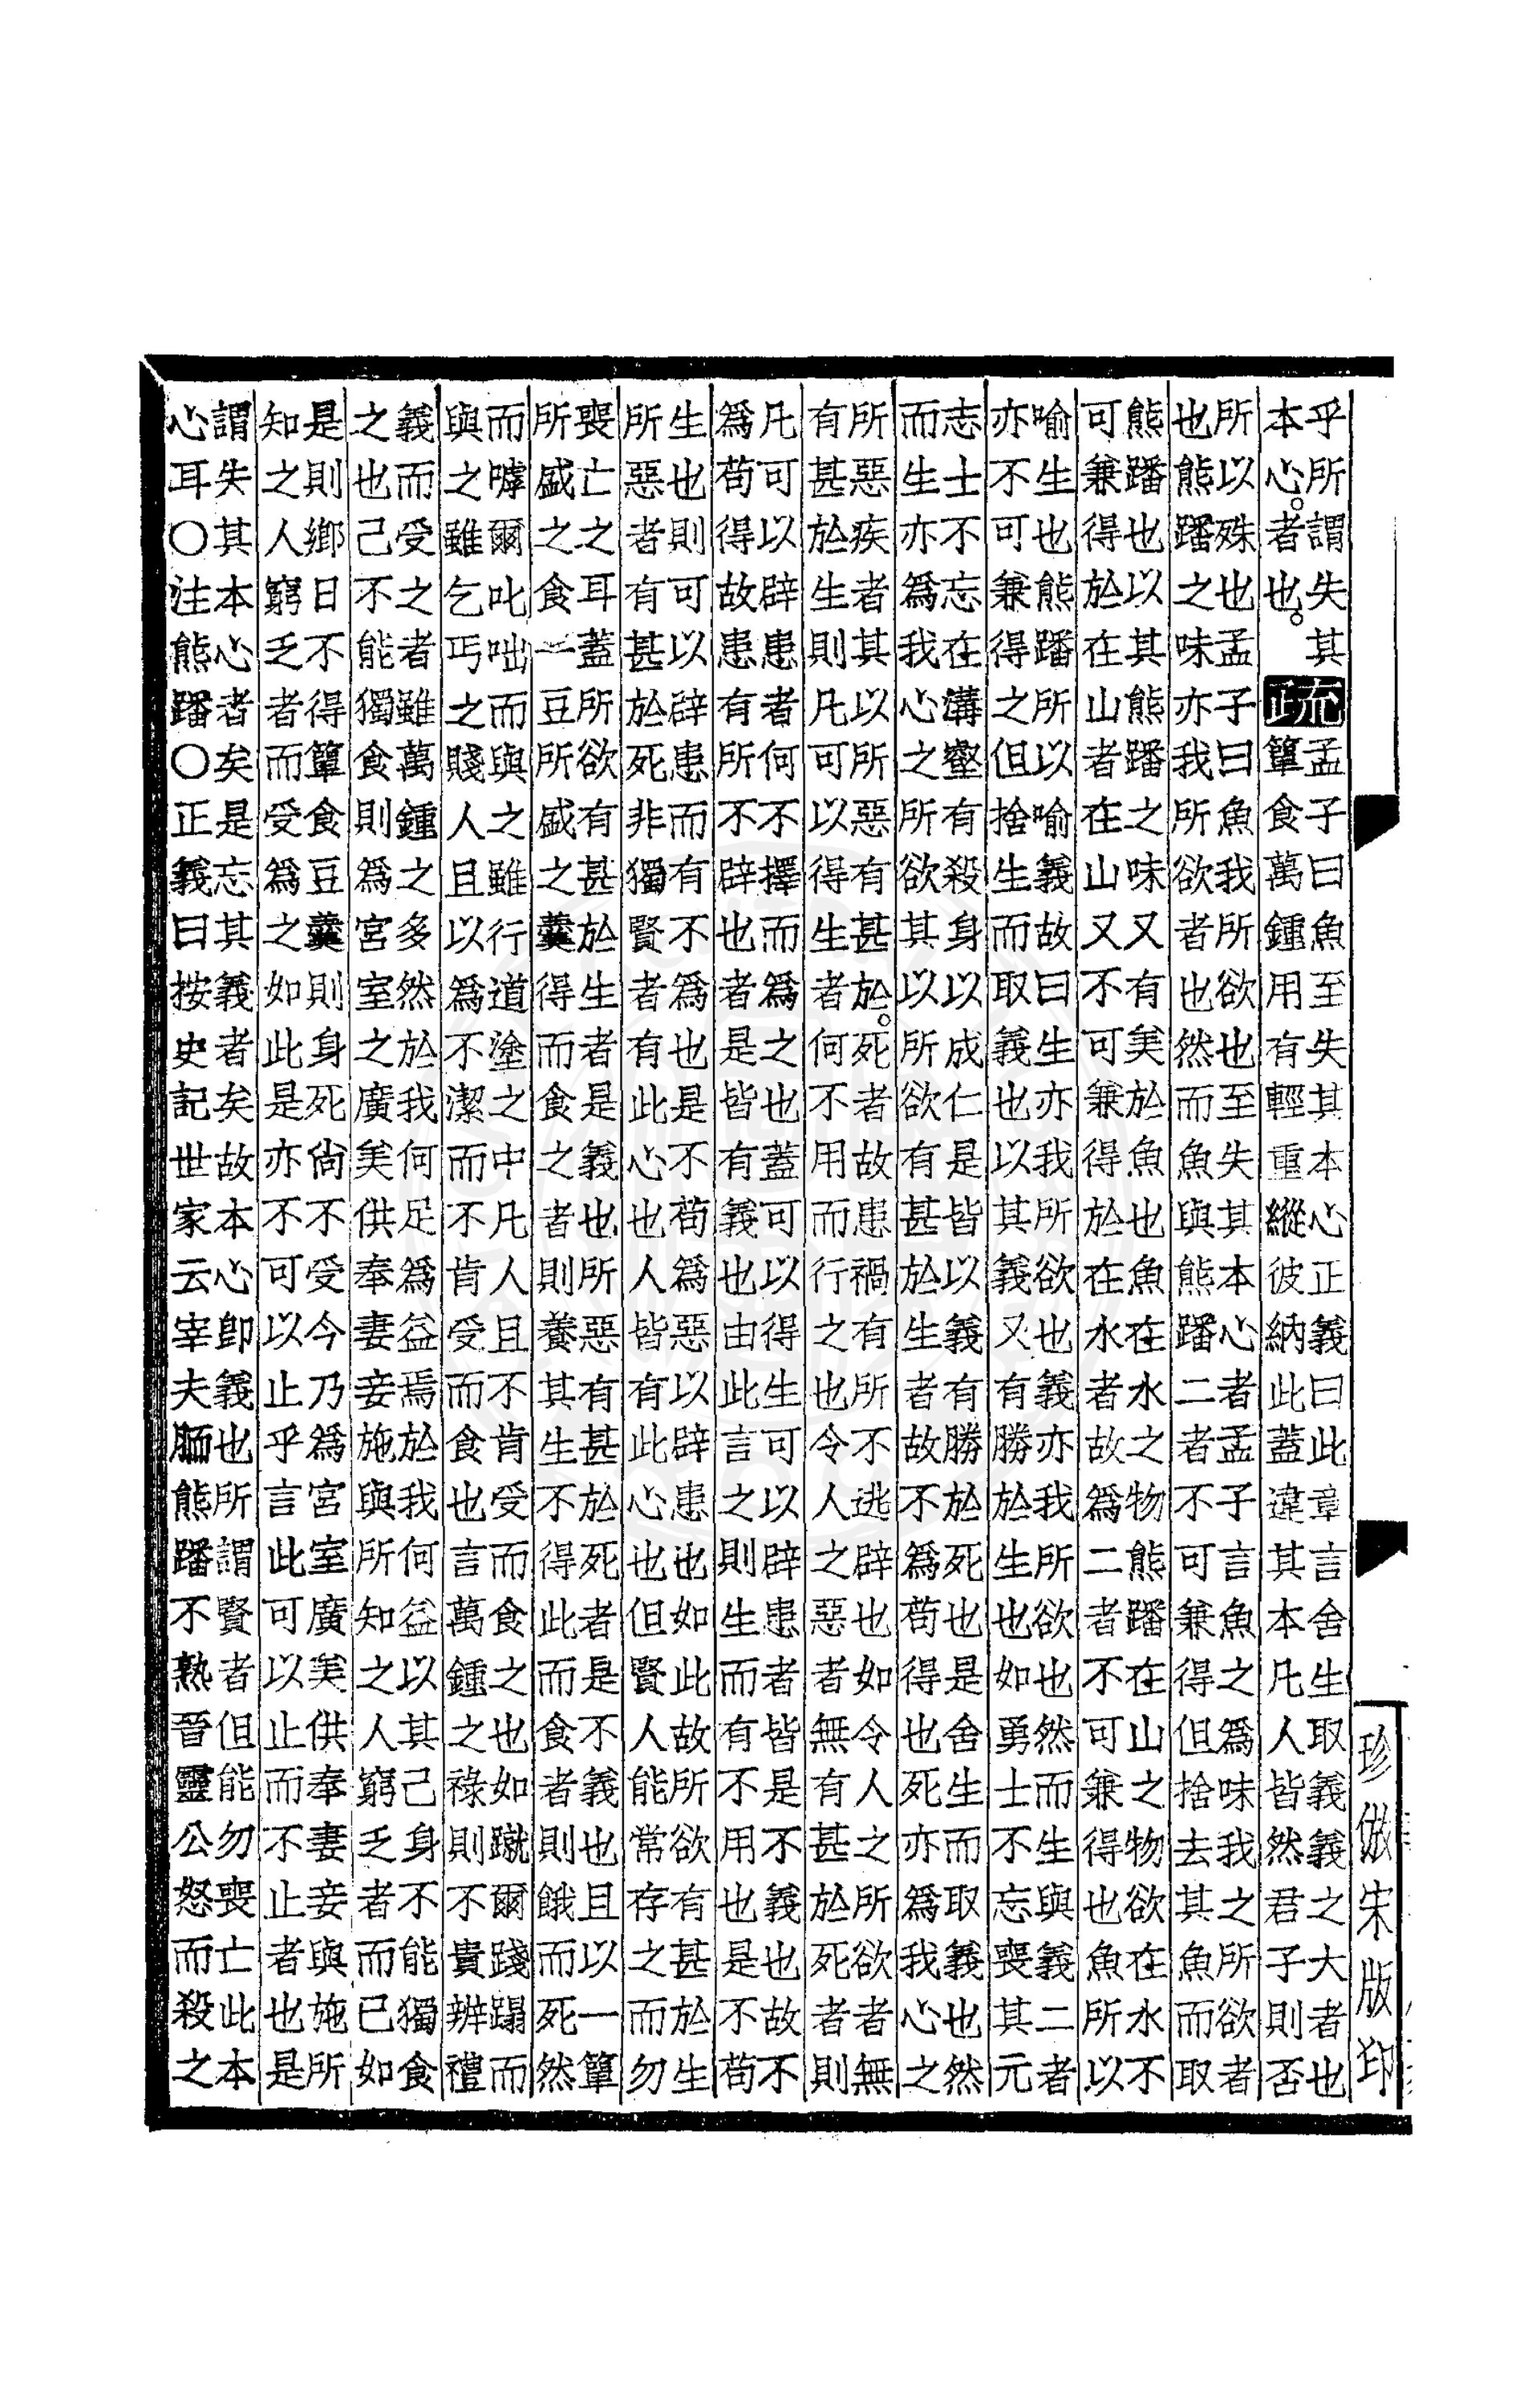 乎所謂失其
本心。者也。
疏
孟子曰魚至失其本心正義曰此章言舍生取義義之大者也
簞食萬鍾用有輕重縱彼納此蓋違其本凡人皆然君子則否
所以殊也孟子曰魚我所欲也至失其本心者孟子言魚之爲味我之所欲者
也熊蹯之味亦我所欲者也然而魚與熊蹯二者不可兼得但捨去其魚而取
熊蹯也以其熊蹯之味又有美於魚也魚在水之物熊蹯在山之物欲在水不
可兼得於在山者在山又不可兼得於在水者故爲二者不可兼得也魚所以
喻生也熊蹯所以喻義故曰生亦我所欲也義亦我所欲也然而生與義二者
亦不可兼得之但捨生而取義也以其義又有勝於生也如勇士不忘喪其元
志士不忘在溝壑有殺身以成仁是皆以義有勝於死也是舍生而取義也然
而生亦爲我心之所欲其以所欲有甚於生者故不爲苟得也死亦爲我心之
所惡疾者其以所惡有甚於。死者故患禍有所不逃辟也如令人之所欲者無
有甚於生則凡可以得生者何不用而行之也令人之惡者無有甚於死者則
凡可以辟患者何不擇而爲之也蓋可以得生可以辟患者皆是不義也故不
爲苟得故患有所不辟也者是皆有義也由此言之則生而有不用也是不苟
生也則可以辟患而有不爲也是不苟爲惡以辟患也如此故所欲有甚於生
所惡者有甚於死非獨賢者有此心也人皆有此心也但賢人能常存之而勿
喪亡之耳蓋所欲有甚於生者是義也所惡有甚於死者是不義也且以一簞
所盛之食一豆所盛之羹得而食之者則養其生不得此而食者則餓而死然
而嘑爾叱咄而與之雖行道塗之中凡人且不肯受而食之也如蹴爾踐蹋而
與之雖乞丐之賤人且以爲不潔而不肯受而食也言萬鍾之祿則不貴辨禮
義而受之者雖萬鍾之多然於我何足爲益焉於我何益以其己身不能獨食
之也己不能獨食則爲宮室之廣美供奉妻妾施與所知之人窮乏者而已如
是則鄉日不得簞食豆羹則身死尚不受今乃爲宮室廣美供奉妻妾與施所
知之人窮乏者而受爲之如此是亦不可以止乎言此可以止而不止者也是
謂失其本心者矣是忘其義者矣故本心卽義也所謂賢者但能勿喪亡此本
心耳○注熊蹯○正義曰按史記世家云宰夫胹熊蹯不熟晉靈公怒而殺之
珍倣宋版印